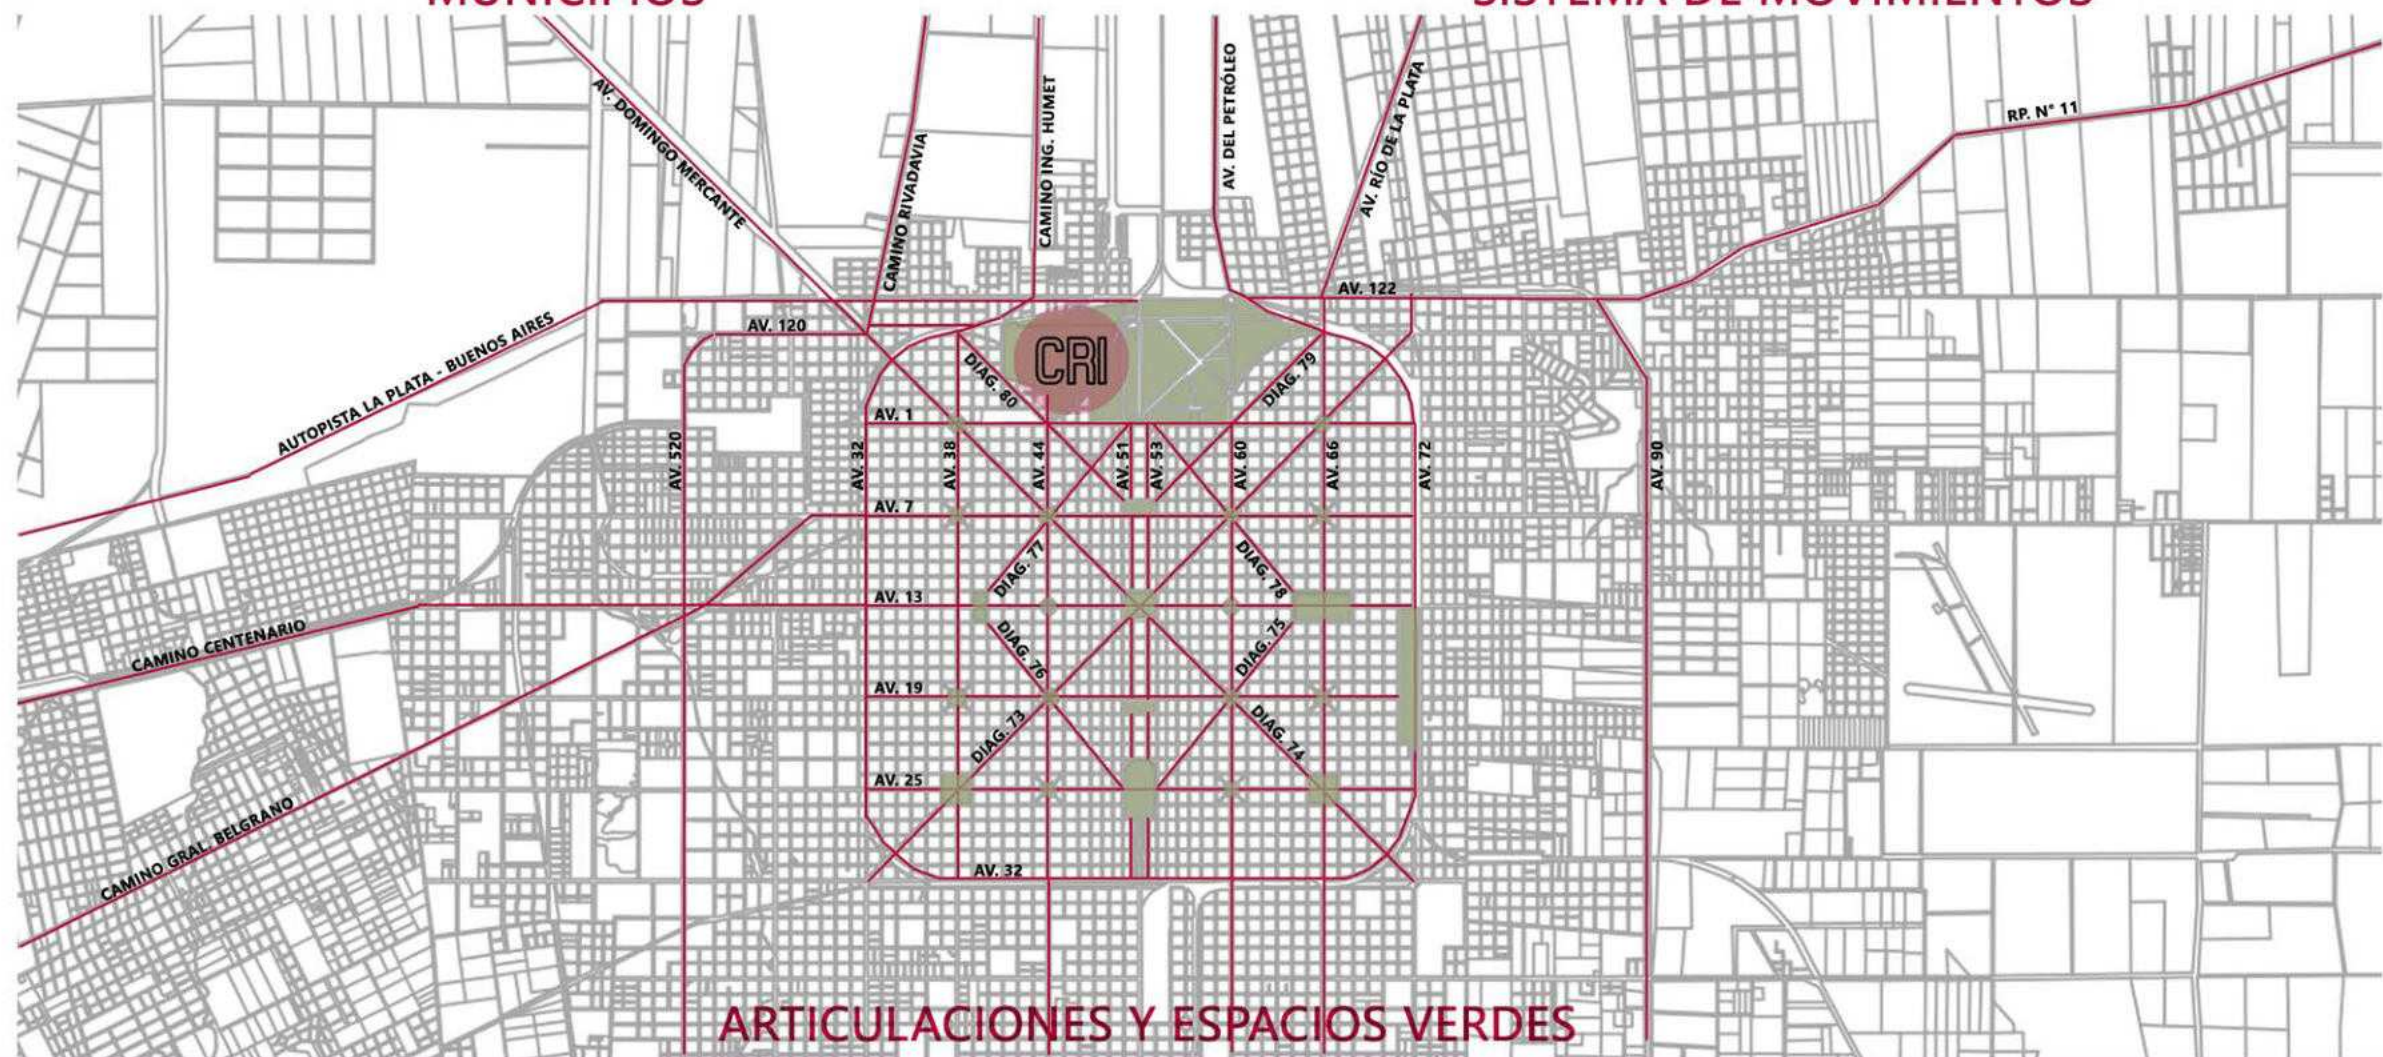 MUNICIPIOS
SISTEMA DE MOVIMIENTOS
AV. DOMINGO MERCANTE
CAMINO RIVADAVIA
CAMINO ING. HUMET
AV. DEL PETRÓLEO
AV. RÍO DE LA PLATA
RP. N° 11
AV. 122
AV. 120
AUTOPISTA LA PLATA - BUENOS AIRES
CRI
DIAG. 80
DIAG. 79
AV. 1
AV. 520
AV. 32
AV. 38
AV. 44
AV. 51
AV. 53
AV. 60
AV. 66
AV. 72
AV. 90
AV. 7
DIAG. 77
DIAG. 78
AV. 13
CAMINO CENTENARIO
DIAG. 76
DIAG. 75
AV. 19
DIAG. 73
DIAG. 74
AV. 25
CAMINO GRAL. BELGRANO
AV. 32
ARTICULACIONES Y ESPACIOS VERDES